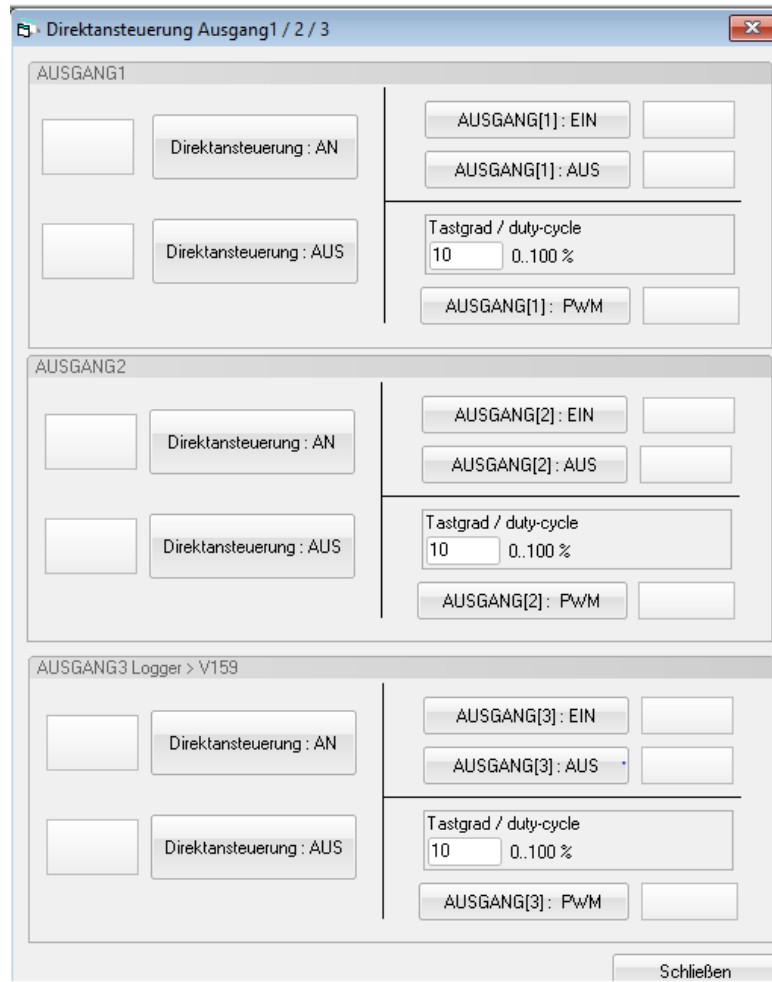 Direktansteuerung Ausgang1 / 2 / 3
AUSGANG1
Direktansteuerung : AN
Direktansteuerung : AUS
AUSGANG[1] : EIN
AUSGANG[1] : AUS
Tastgrad / duty-cycle
10 0..100 %
AUSGANG[1] : PWM
AUSGANG2
Direktansteuerung : AN
Direktansteuerung : AUS
AUSGANG[2] : EIN
AUSGANG[2] : AUS
Tastgrad / duty-cycle
10 0..100 %
AUSGANG[2] : PWM
AUSGANG3 Logger > V159
Direktansteuerung : AN
Direktansteuerung : AUS
AUSGANG[3] : EIN
AUSGANG[3] : AUS
Tastgrad / duty-cycle
10 0..100 %
AUSGANG[3] : PWM
Schließen